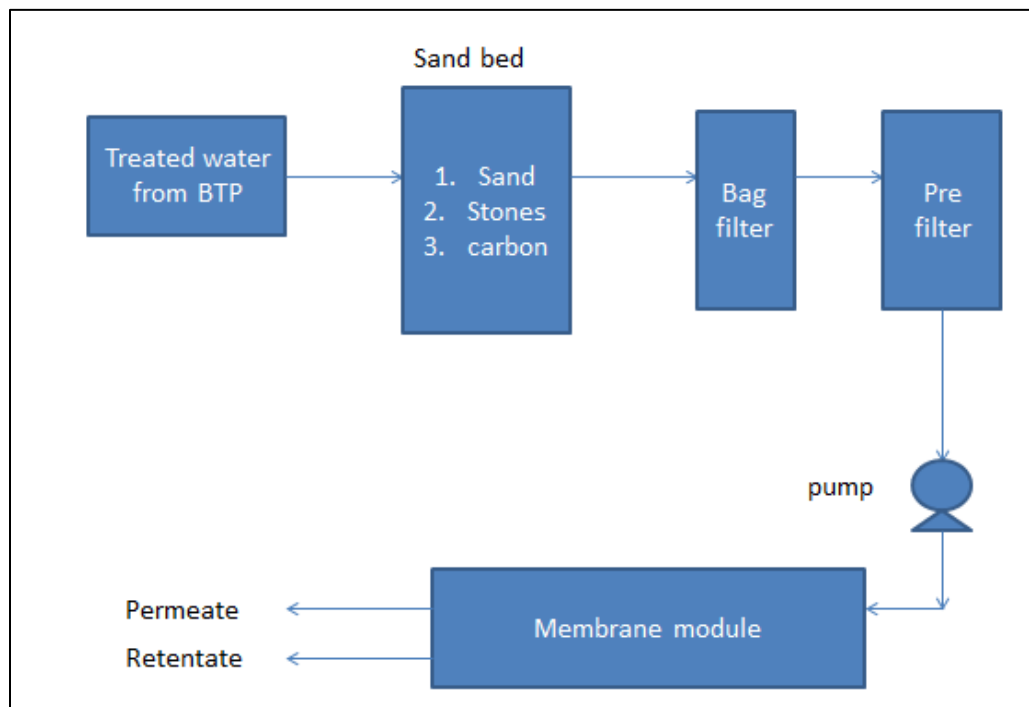 Sand bed
Treated water
from BTP
1. Sand
2. Stones
3. carbon
Bag
filter
Pre
filter
pump
Membrane module
Permeate
Retentate